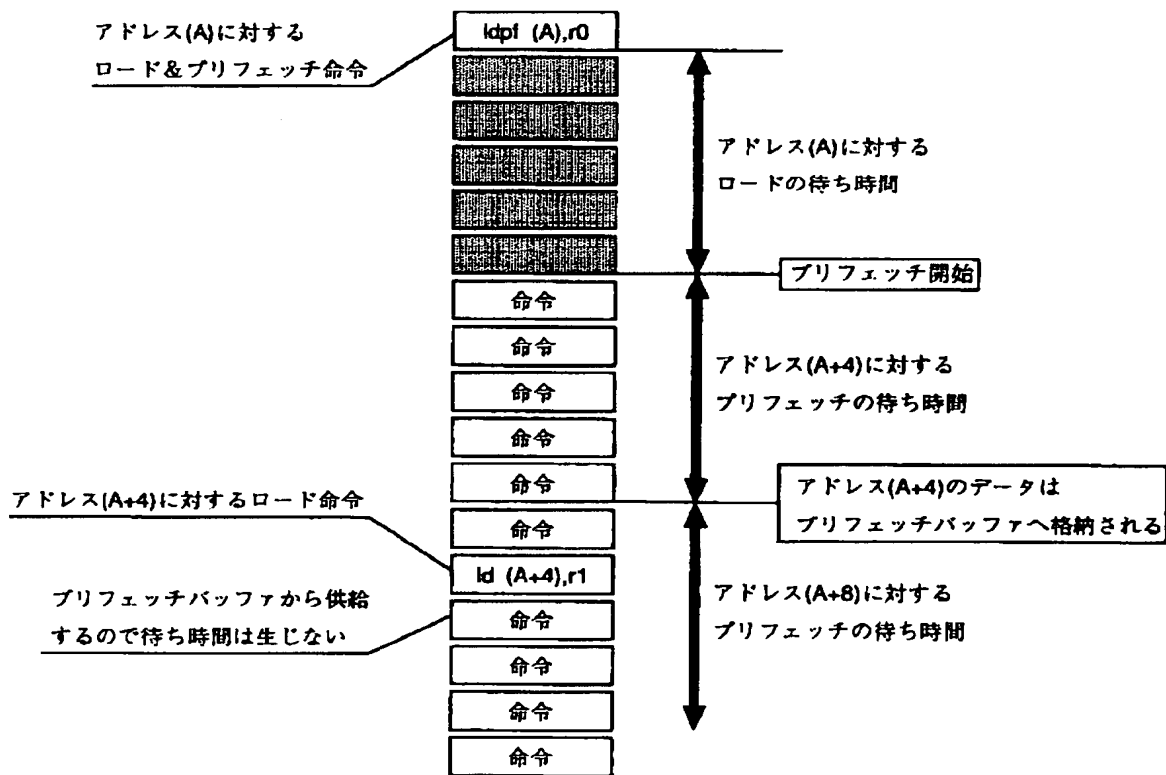 アドレス(A)に対する
ロード&プリフェッチ命令
ldpf (A),r0
アドレス(A)に対する
ロードの待ち時間
プリフェッチ開始
命令
命令
命令
命令
命令
アドレス(A+4)に対する
プリフェッチの待ち時間
アドレス(A+4)のデータは
プリフェッチバッファへ格納される
アドレス(A+4)に対するロード命令
命令
ld (A+4),r1
プリフェッチバッファから供給
するので待ち時間は生じない
命令
命令
命令
命令
アドレス(A+8)に対する
プリフェッチの待ち時間